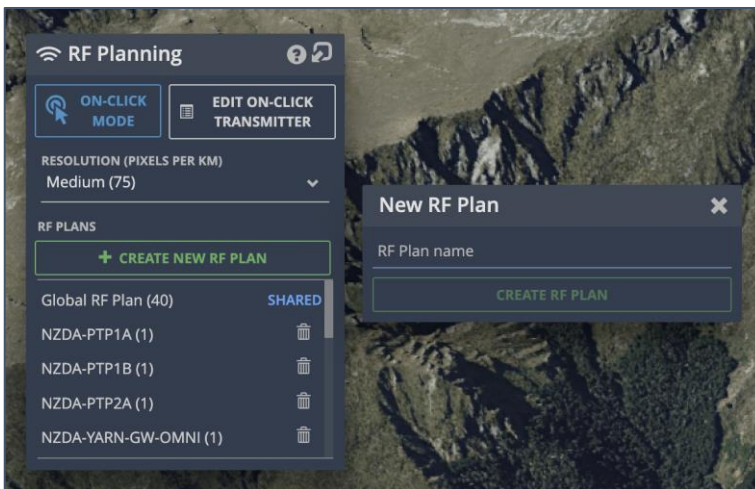 RF Planning
ON-CLICK
MODE
EDIT ON-CLICK
TRANSMITTER
RESOLUTION (PIXELS PER KM)
Medium (75)
RF PLANS
+ CREATE NEW RF PLAN
Global RF Plan (40) SHARED
NZDA-PTP1A (1)
NZDA-PTP1B (1)
NZDA-PTP2A (1)
NZDA-YARN-GW-OMNI (1)
New RF Plan
RF Plan name
CREATE RF PLAN